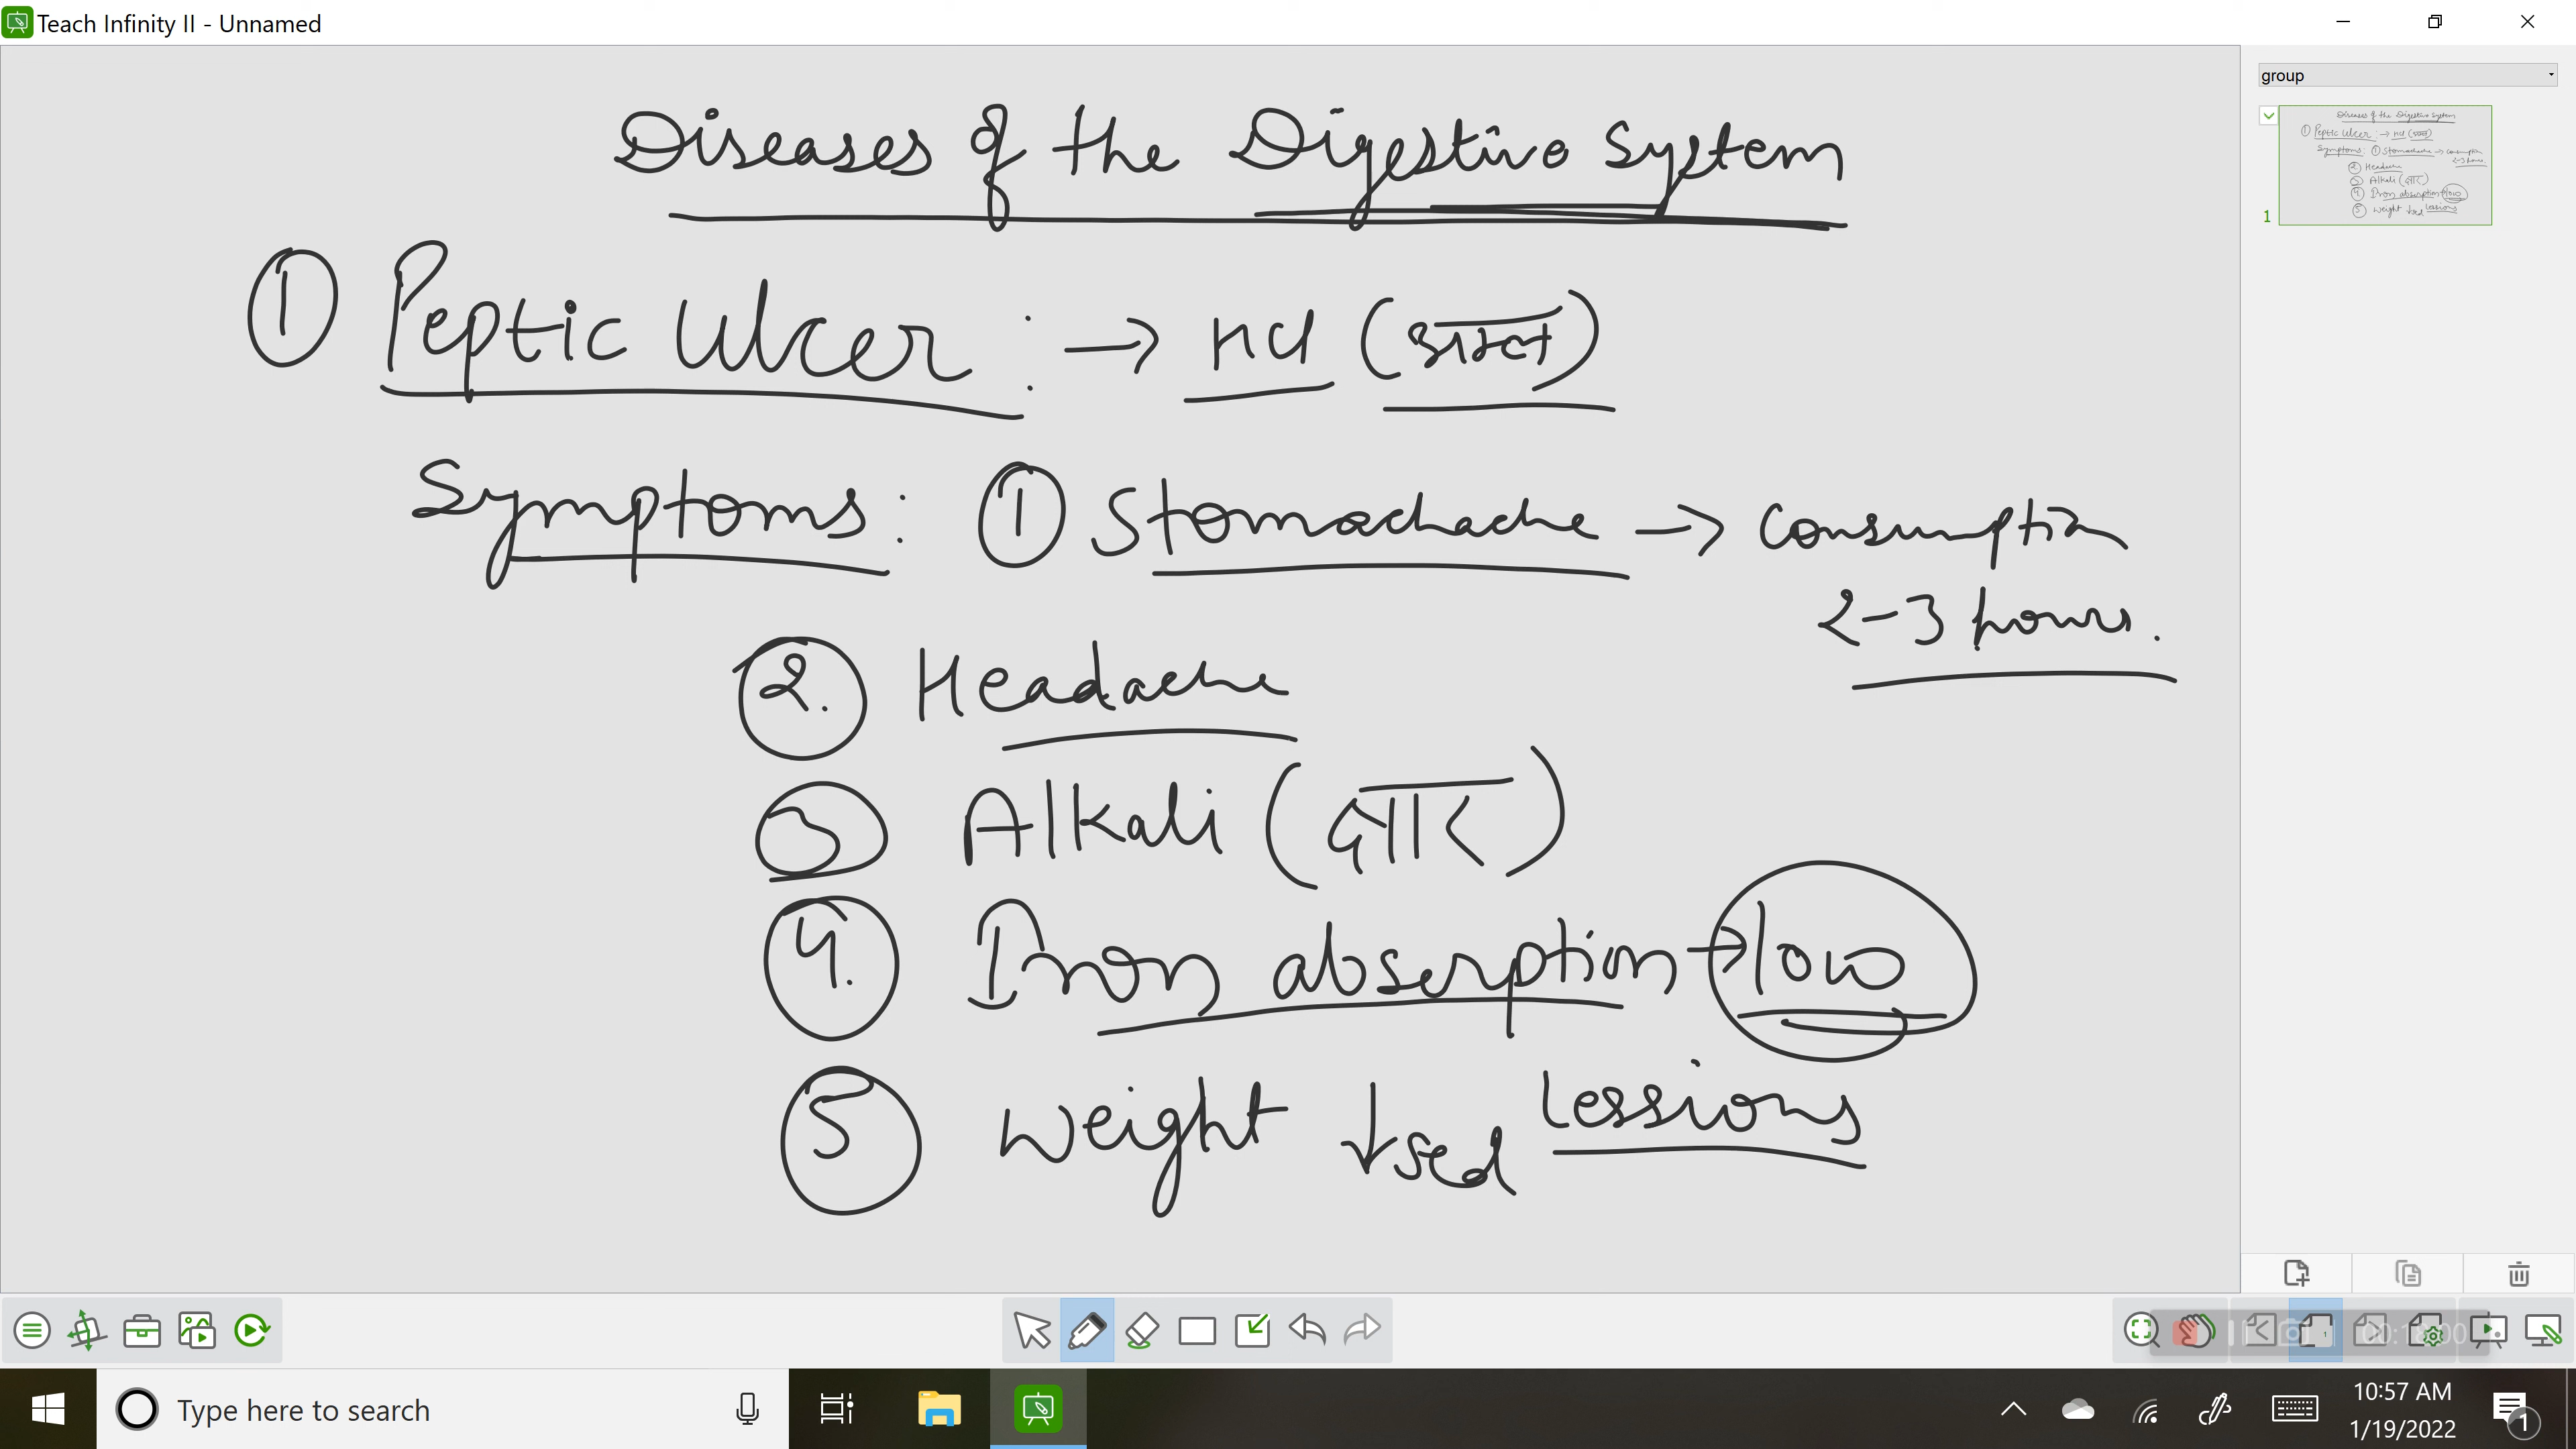 Teach Infinity II - Unnamed
group
Diseases of the Digestive System
① Peptic Ulcer : → HCl (अम्ल)
Symptoms : ① Stomachache → Consumption
2-3 hours.
2. Headache
3 Alkali (क्षार)
4. Iron absorption → low
5 Weight ↓sed lessions
1
Type here to search
10:57 AM
1/19/2022
1